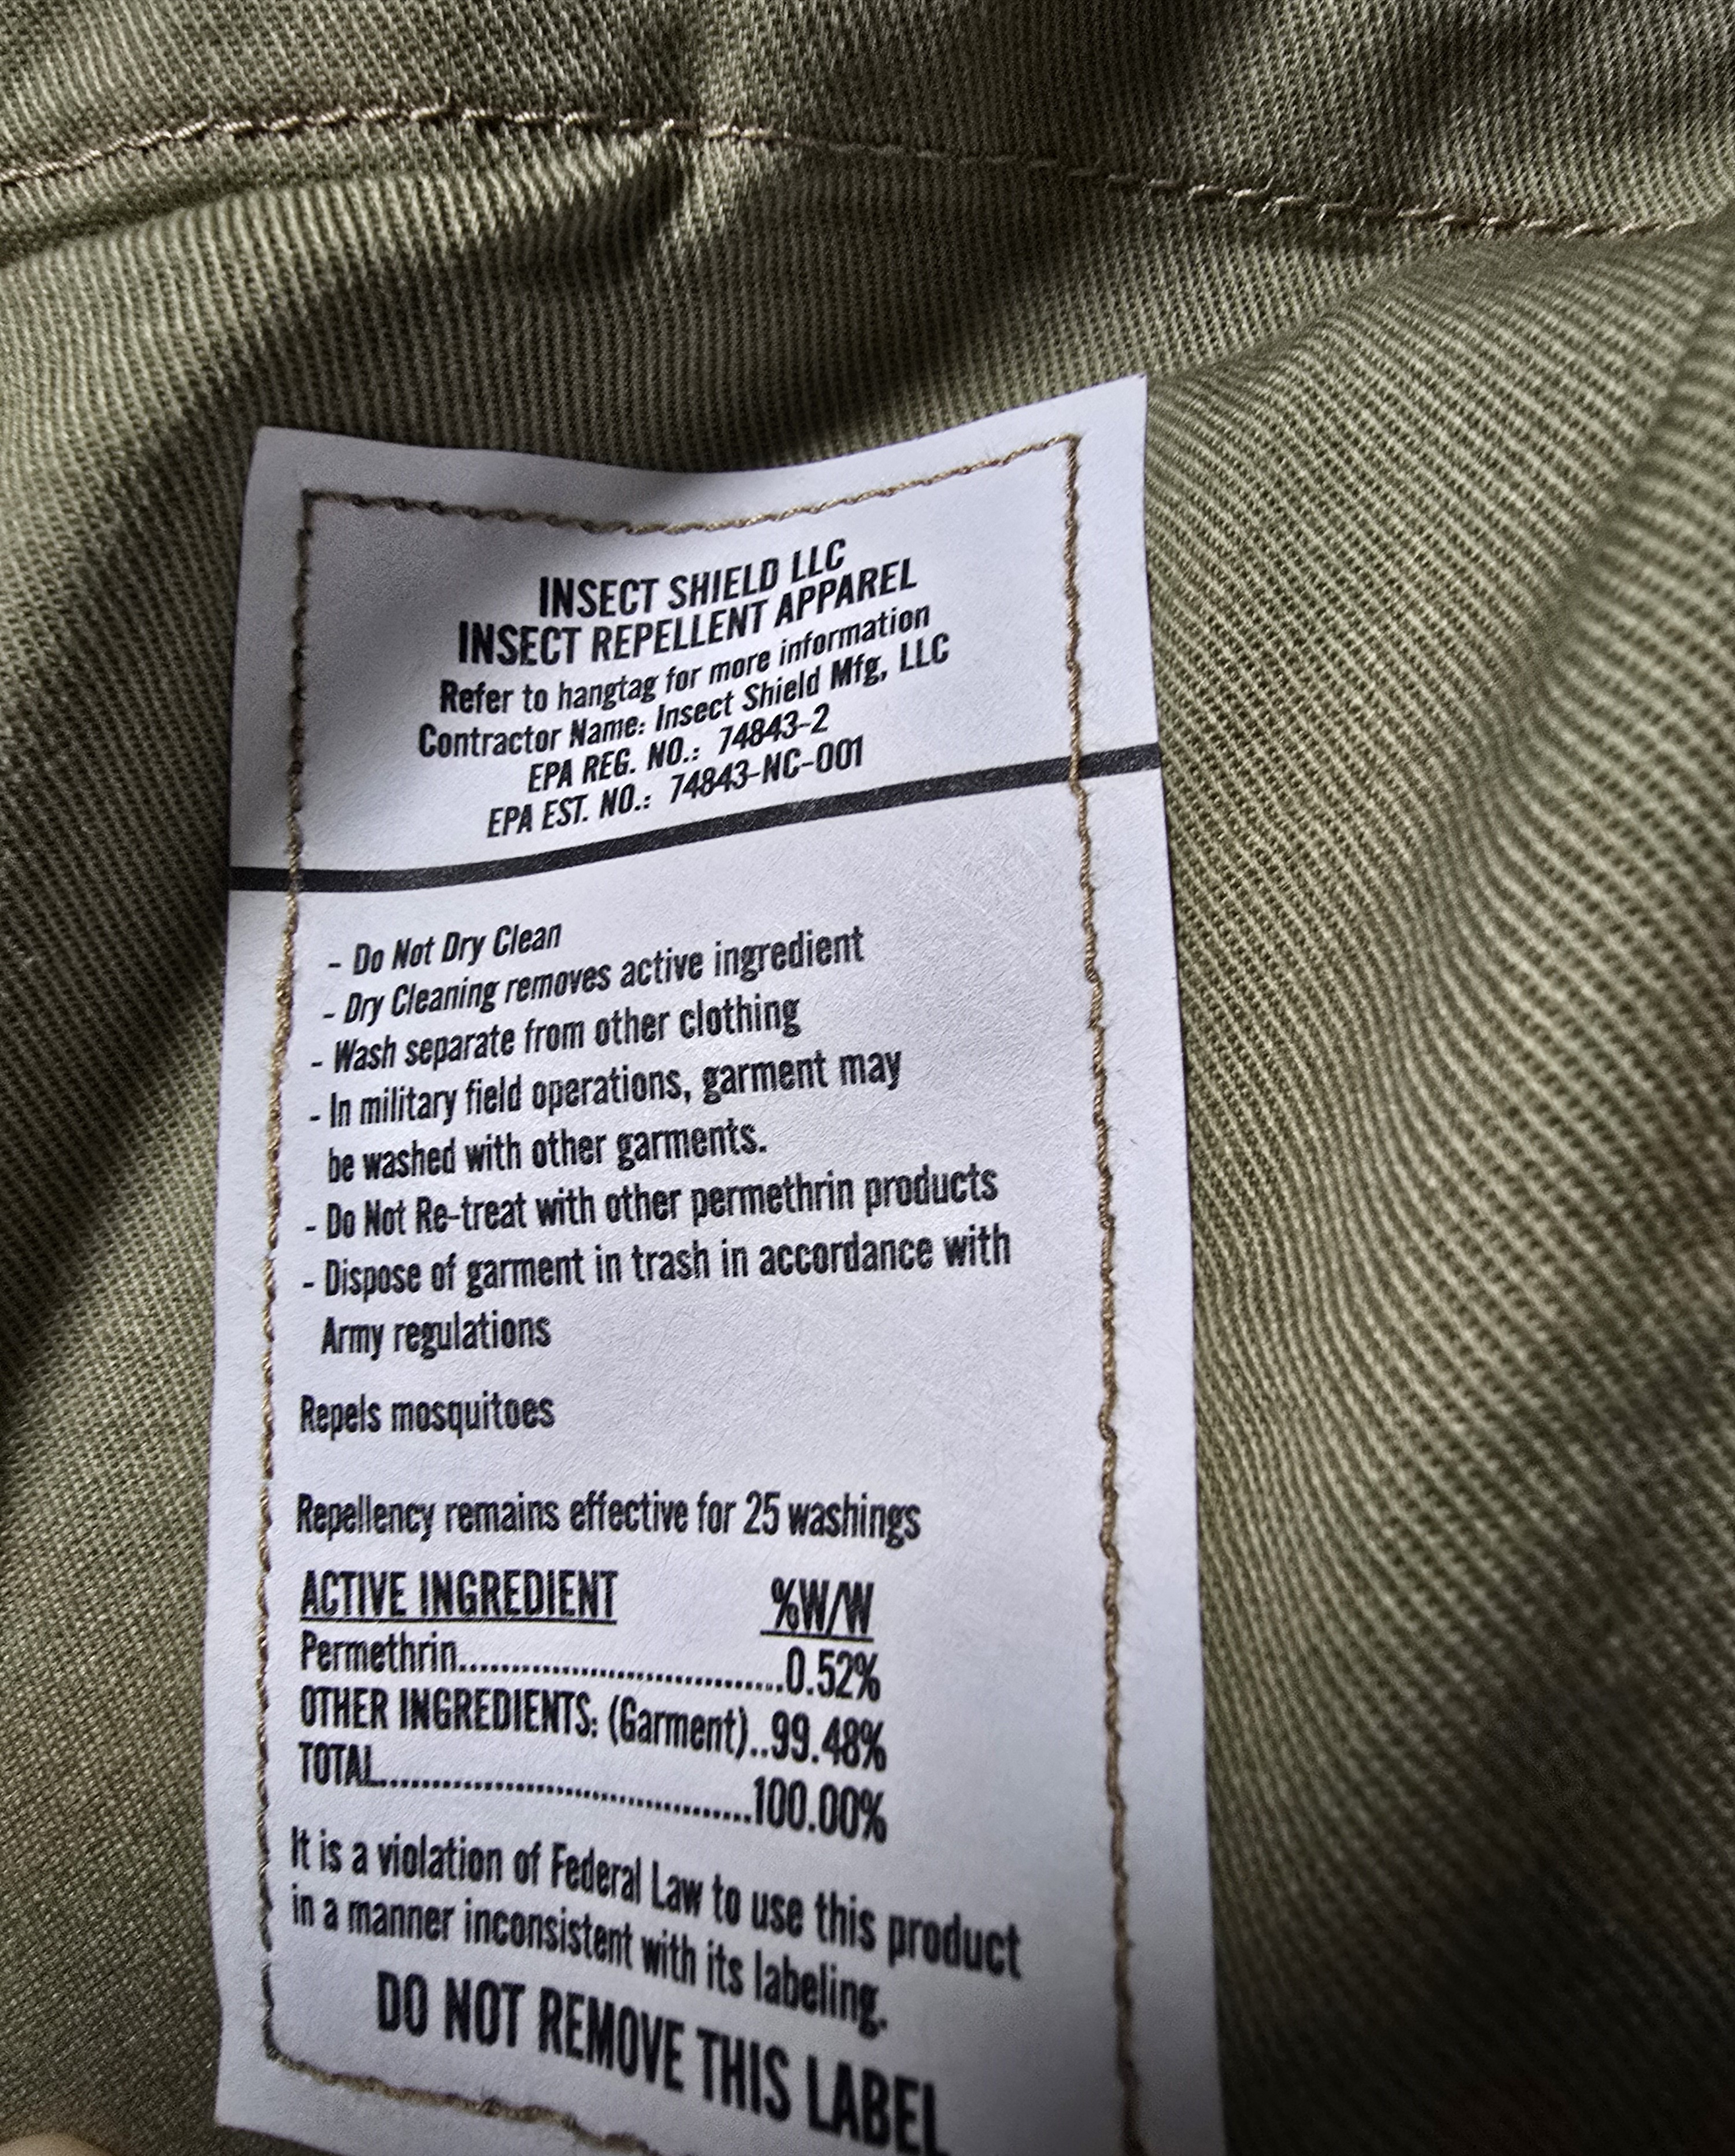 INSECT SHIELD LLC
INSECT REPELLENT APPAREL
Refer to hangtag for more information
Contractor Name: Insect Shield Mfg, LLC
EPA REG. NO.: 74843-2
EPA EST. NO.: 74843-NC-001
- Do Not Dry Clean
- Dry Cleaning removes active ingredient
- Wash separate from other clothing
- In military field operations, garment may
be washed with other garments.
- Do Not Re-treat with other permethrin products
- Dispose of garment in trash in accordance with
Army regulations
Repels mosquitoes
Repellency remains effective for 25 washings
ACTIVE INGREDIENT %W/W
Permethrin..................................0.52%
OTHER INGREDIENTS: (Garment)..99.48%
TOTAL.......................................100.00%
It is a violation of Federal Law to use this product
in a manner inconsistent with its labeling.
DO NOT REMOVE THIS LABEL